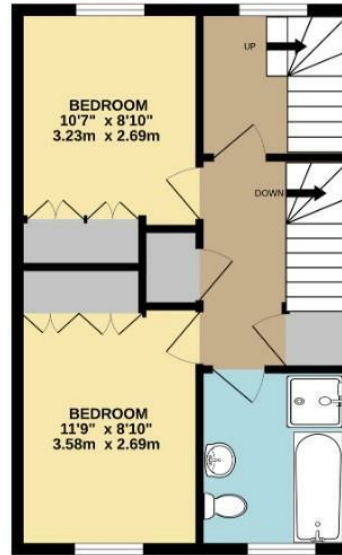 UP
BEDROOM
10'7" x 8'10"
3.23m x 2.69m
DOWN
BEDROOM
11'9" x 8'10"
3.58m x 2.69m